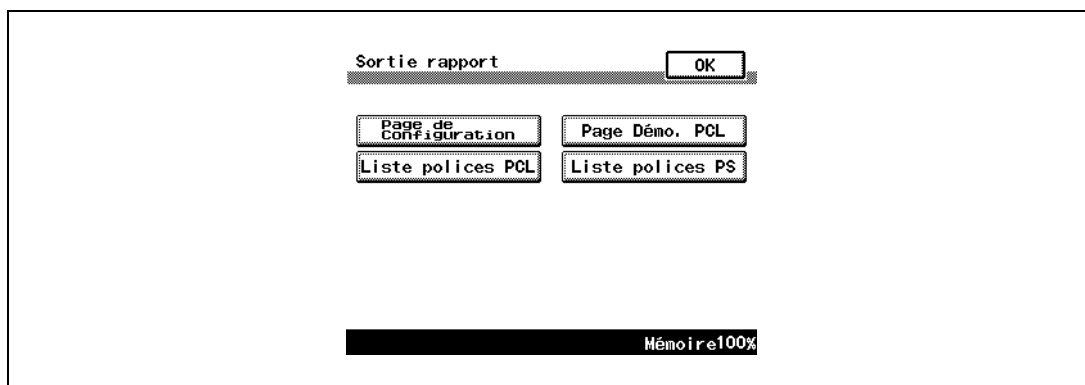 Sortie rapport
OK
Page de
Configuration
Page Démo. PCL
Liste polices PCL
Liste polices PS
Mémoire100%